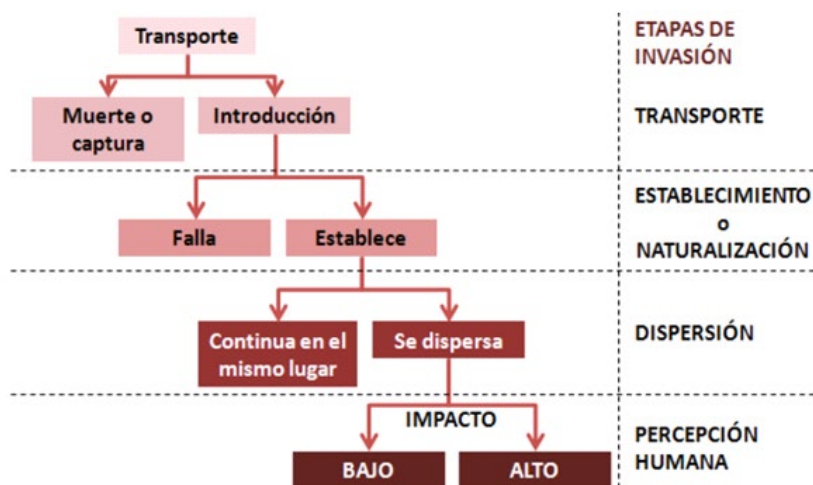 Transporte
ETAPAS DE
INVASIÓN
Muerte o
captura
Introducción
TRANSPORTE
Falla
Establece
ESTABLECIMIENTO
o
NATURALIZACIÓN
Continua en el
mismo lugar
Se dispersa
DISPERSIÓN
IMPACTO
BAJO
ALTO
PERCEPCIÓN
HUMANA